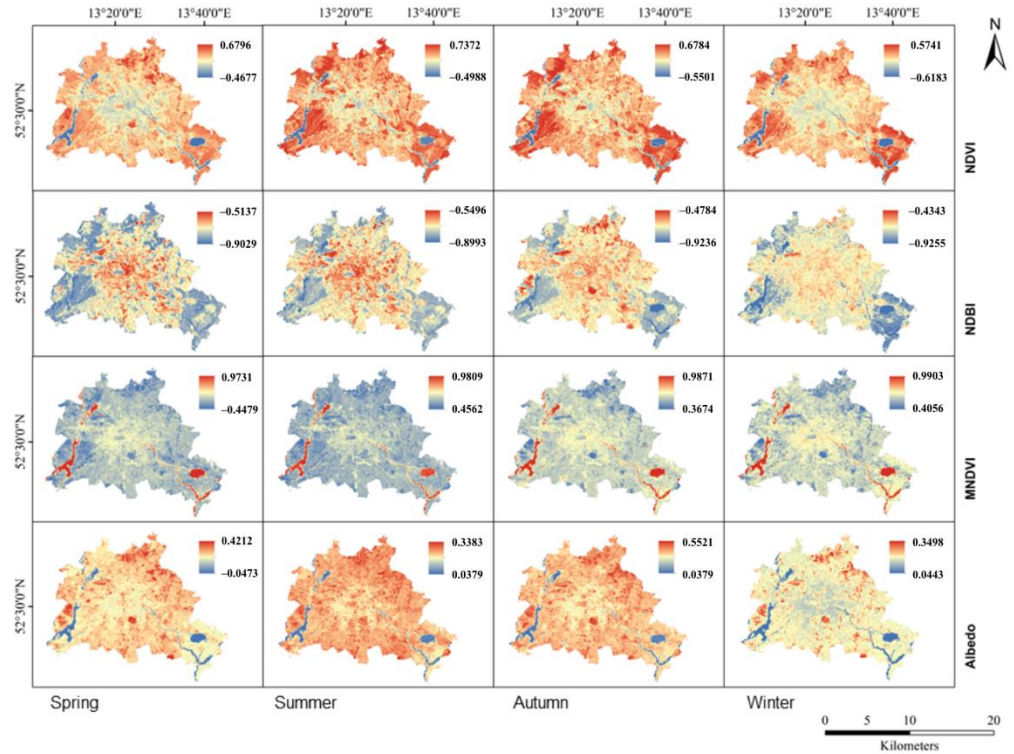 13°20'0"E 13°40'0"E 13°20'0"E 13°40'0"E 13°20'0"E 13°40'0"E 13°20'0"E 13°40'0"E
N
52°30'0"N
0.6796
−0.4677
0.7372
−0.4988
0.6784
−0.5501
0.5741
−0.6183
NDVI
52°30'0"N
−0.5137
−0.9029
−0.5496
−0.8993
−0.4784
−0.9236
−0.4343
−0.9255
NDBI
52°30'0"N
0.9731
−0.4479
0.9809
0.4562
0.9871
0.3674
0.9903
0.4056
MNDVI
52°30'0"N
0.4212
−0.0473
0.3383
0.0379
0.5521
0.0379
0.3498
0.0443
Albedo
Spring Summer Autumn Winter
0 5 10 20
Kilometers